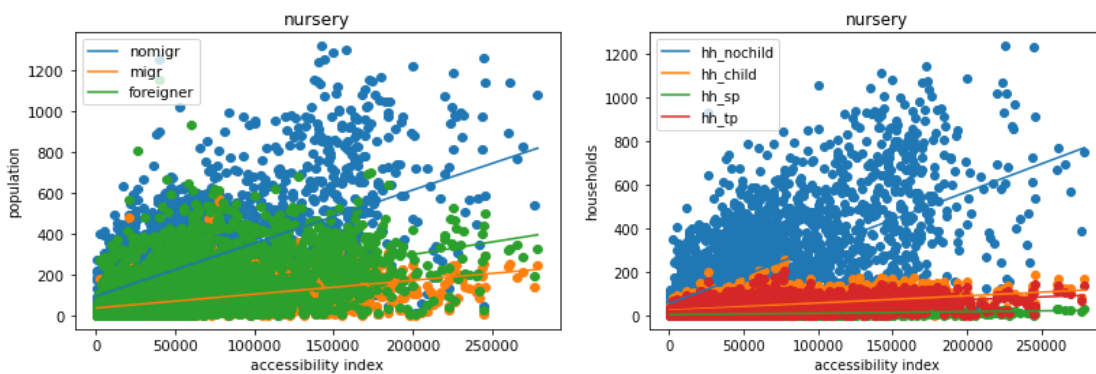 nursery
nomigr
migr
foreigner
population
1200
1000
800
600
400
200
0
0 50000 100000 150000 200000 250000
accessibility index
nursery
hh_nochild
hh_child
hh_sp
hh_tp
households
1200
1000
800
600
400
200
0
0 50000 100000 150000 200000 250000
accessibility index